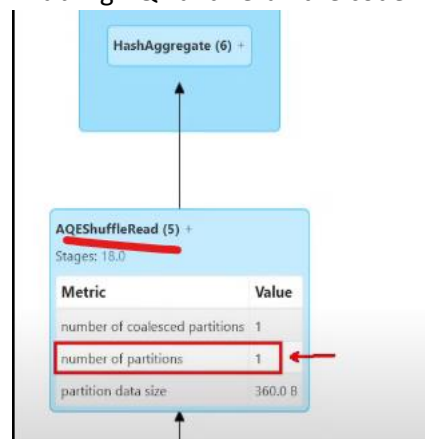 HashAggregate (6) +
AQEShuffleRead (5) +
Stages: 18.0
Metric Value
number of coalesced partitions 1
number of partitions 1
partition data size 360.0 B